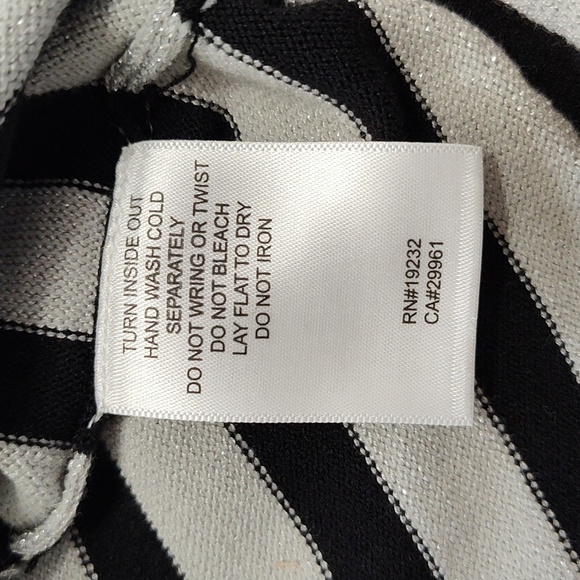 TURN INSIDE OUT
HAND WASH COLD
SEPARATELY
DO NOT WRING OR TWIST
DO NOT BLEACH
LAY FLAT TO DRY
DO NOT IRON
RN#19232
CA#29961